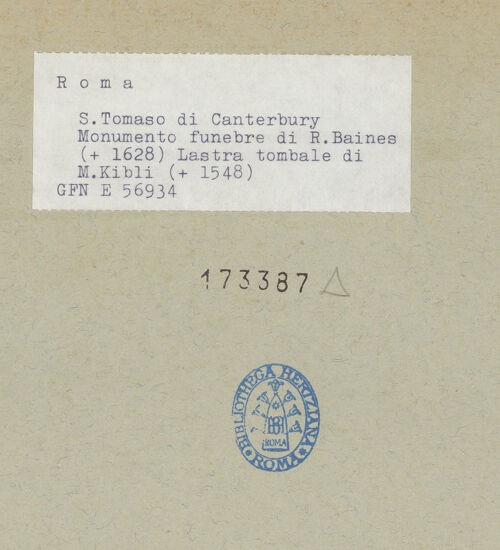 Roma
S.Tomaso di Canterbury
Monumento funebre di R.Baines
(+ 1628) Lastra tombale di
M.Kibli (+ 1548)
GFN E 56934
173387
BIBLIOTHECA HERTZIANA
ROMA
ROMA